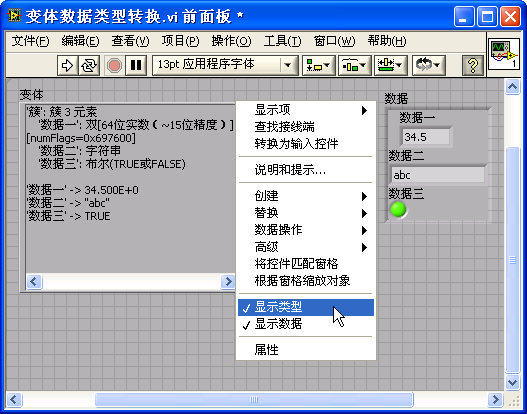 变体数据类型转换.vi 前面板 *
文件(F) 编辑(E) 查看(V) 项目(P) 操作(O) 工具(T) 窗口(W) 帮助(H)
13pt 应用程序字体
?
1
变体
'簇': 簇 3 元素
'数据一': 双[64位实数（~15位精度）]
[numFlags=0x697600]
'数据二': 字符串
'数据三': 布尔(TRUE或FALSE)
'数据一' -> 34.500E+0
'数据二' -> "abc"
'数据三' -> TRUE
显示项
查找接线端
转换为输入控件
说明和提示...
创建
替换
数据操作
高级
将控件匹配窗格
根据窗格缩放对象
显示类型
显示数据
属性
数据
数据一
34.5
数据二
abc
数据三